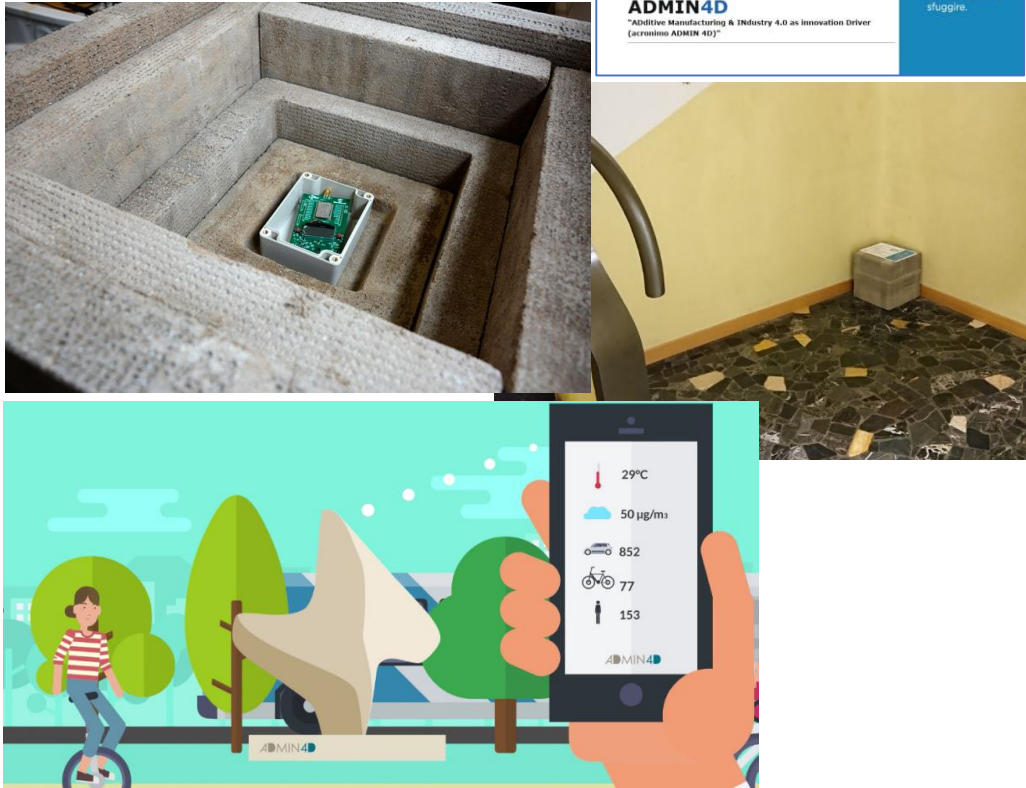 ADMIN4D
"ADditive Manufacturing & INdustry 4.0 as innovation Driver
(acronimo ADMIN 4D)"
sfuggire.
29°C
50 µg/m3
852
77
153
ADMIN4D
ADMIN4D